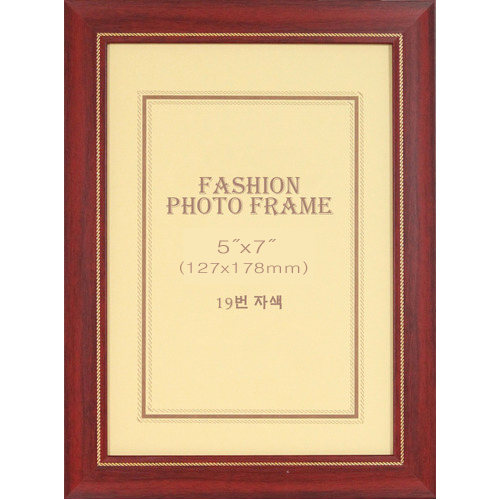 FASHION
PHOTO FRAME
5″x7″
(127x178mm)
19번 자색